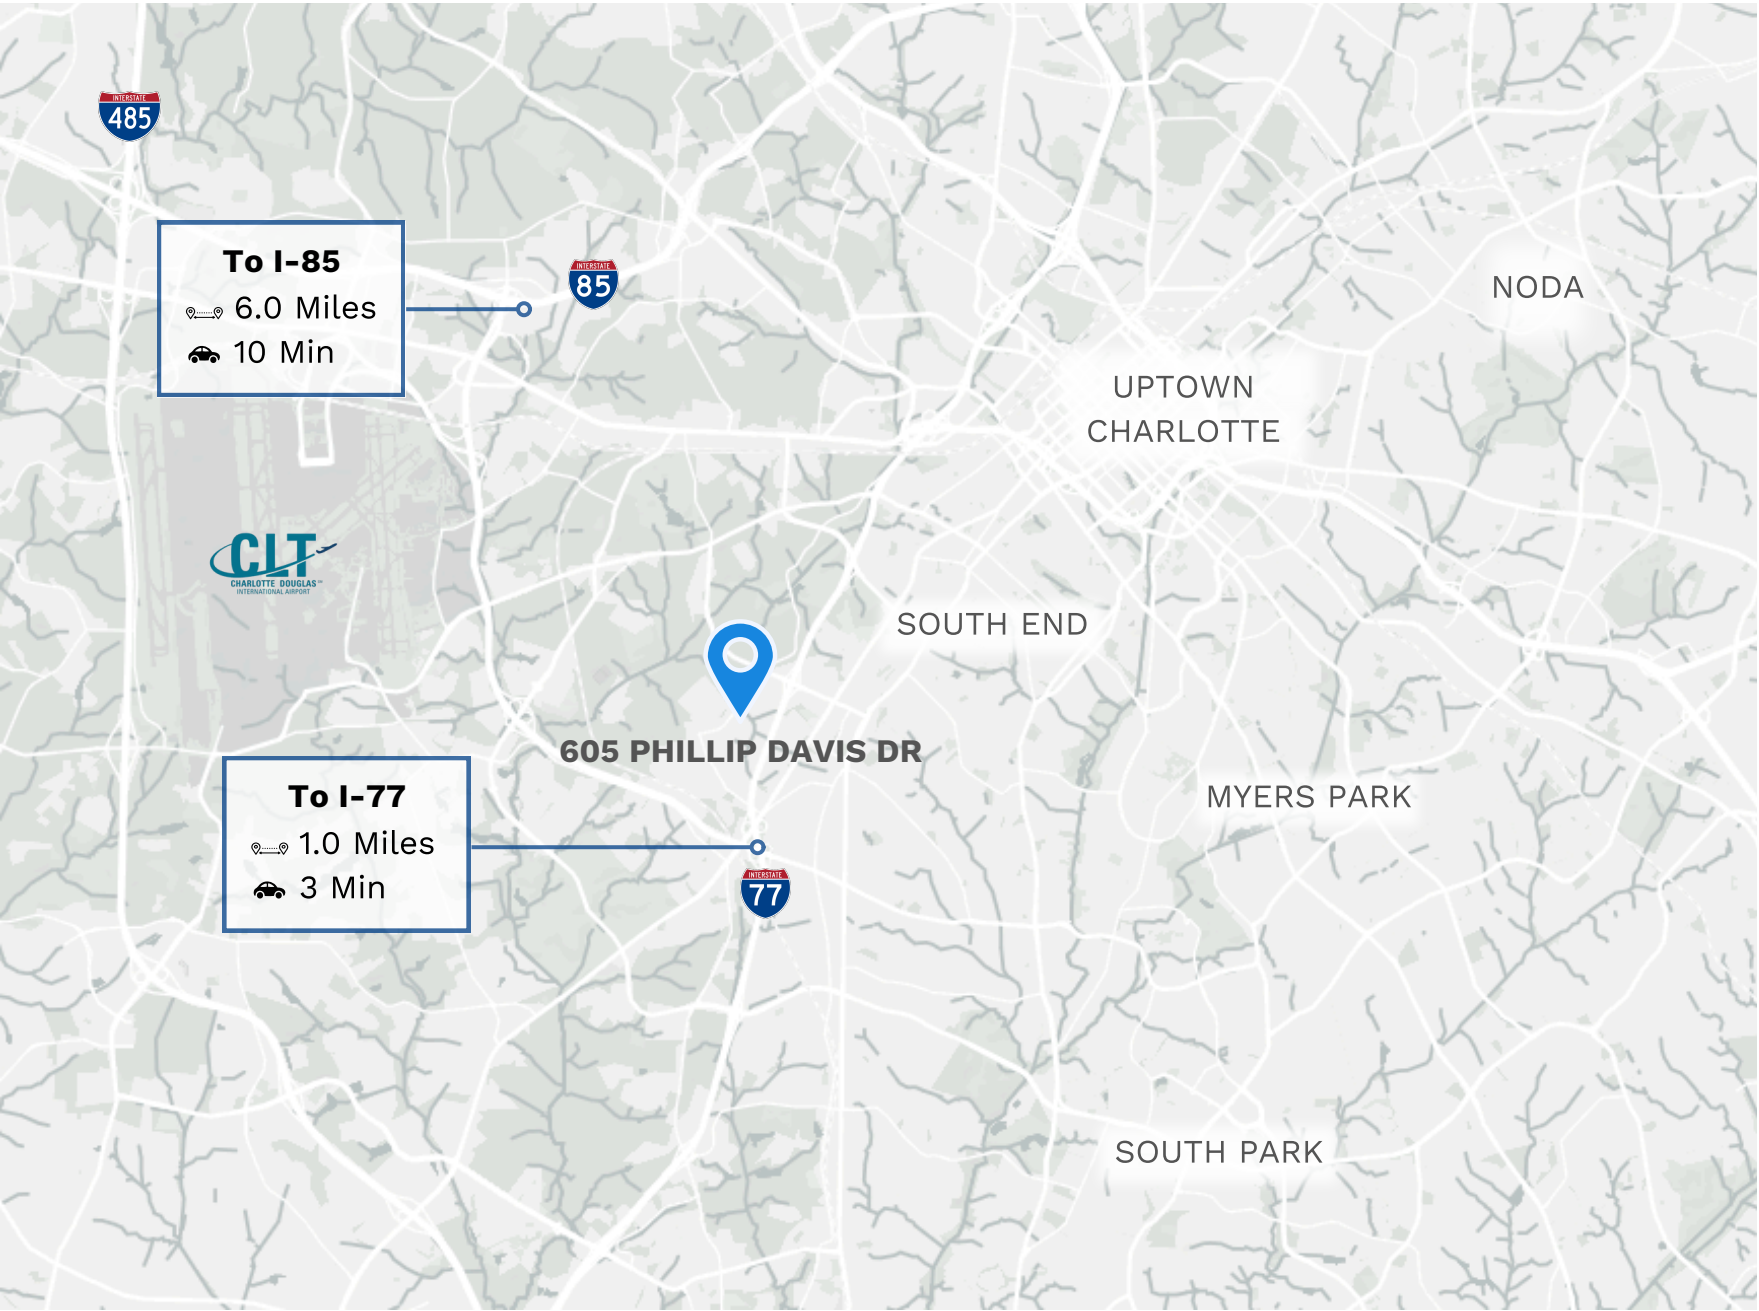 INTERSTATE
485
To I-85
6.0 Miles
10 Min
INTERSTATE
85
NODA
UPTOWN
CHARLOTTE
CLT
CHARLOTTE DOUGLAS
INTERNATIONAL AIRPORT
SOUTH END
605 PHILLIP DAVIS DR
To I-77
1.0 Miles
3 Min
INTERSTATE
77
MYERS PARK
SOUTH PARK